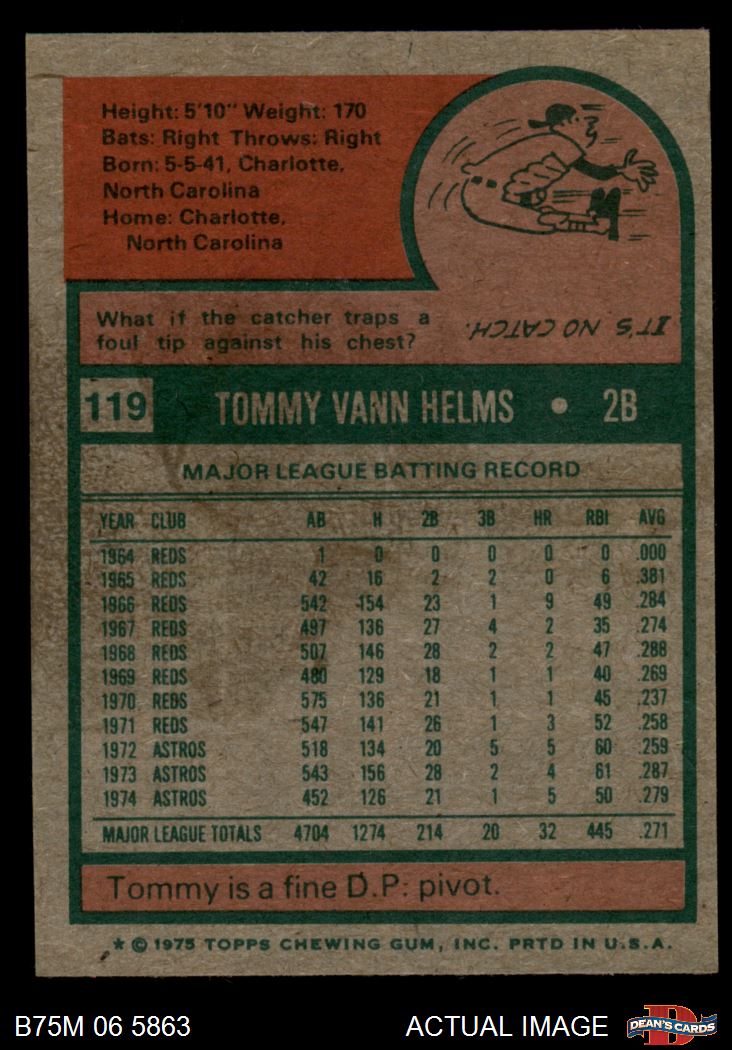 Height: 5'10" Weight: 170
Bats: Right Throws: Right
Born: 5-5-41, Charlotte,
North Carolina
Home: Charlotte,
North Carolina
What if the catcher traps a
foul tip against his chest?
IT'S NO CATCH.
119 TOMMY VANN HELMS • 2B
MAJOR LEAGUE BATTING RECORD
YEAR CLUB AB H 2B 3B HR RBI AVG
1964 REDS 1 0 0 0 0 0 .000
1965 REDS 42 16 2 2 0 6 .381
1966 REDS 542 154 23 1 9 49 .284
1967 REDS 497 136 27 4 2 35 .274
1968 REDS 507 146 28 2 2 47 .288
1969 REDS 480 129 18 1 1 40 .269
1970 REDS 575 136 21 1 1 45 .237
1971 REDS 547 141 26 1 3 52 .258
1972 ASTROS 518 134 20 5 5 60 .259
1973 ASTROS 543 156 28 2 4 61 .287
1974 ASTROS 452 126 21 1 5 50 .279
MAJOR LEAGUE TOTALS 4704 1274 214 20 32 445 .271
Tommy is a fine D.P: pivot.
* © 1975 TOPPS CHEWING GUM, INC. PRTD IN U.S.A.
B75M 06 5863 ACTUAL IMAGE DEAN'S CARDS